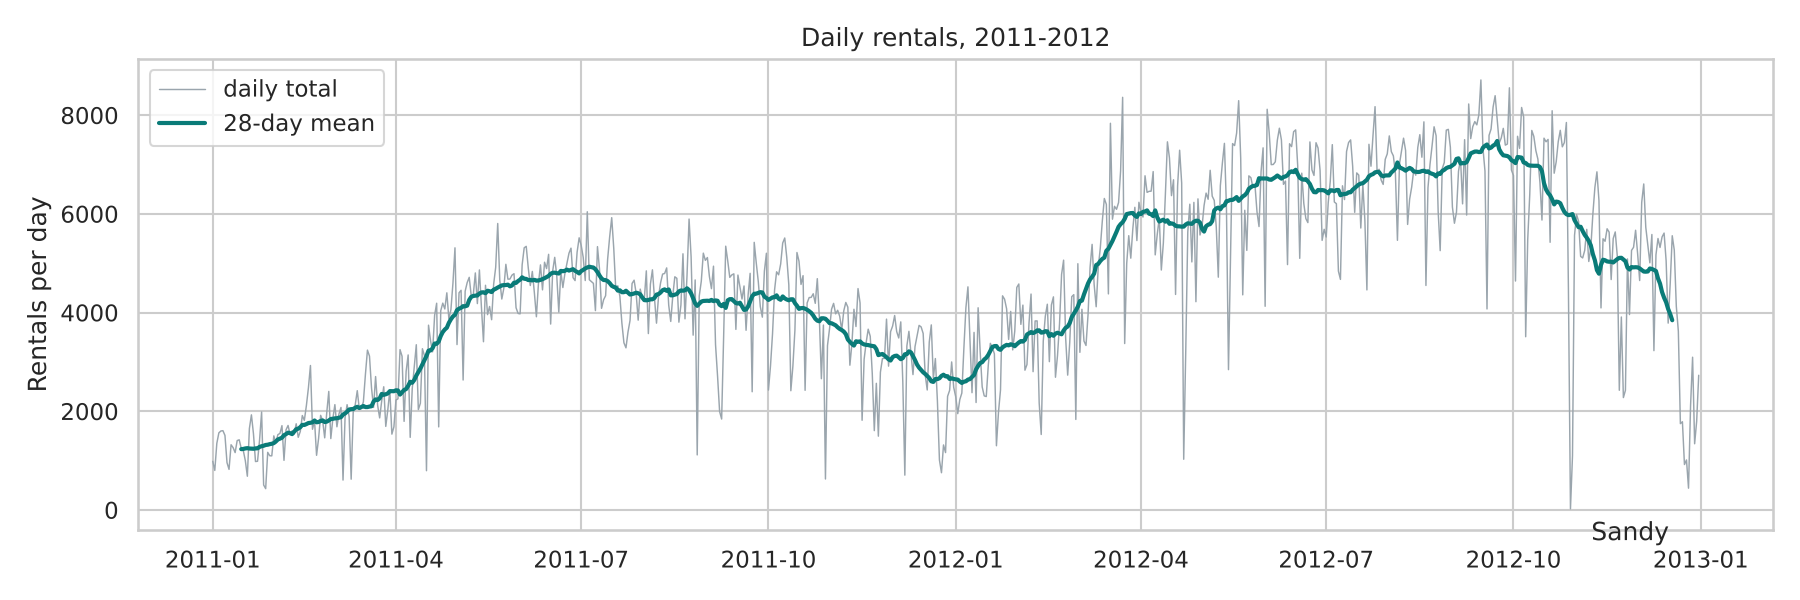 Daily rentals, 2011-2012
daily total
28-day mean
Rentals per day
8000
6000
4000
2000
0
Sandy
2011-01
2011-04
2011-07
2011-10
2012-01
2012-04
2012-07
2012-10
2013-01